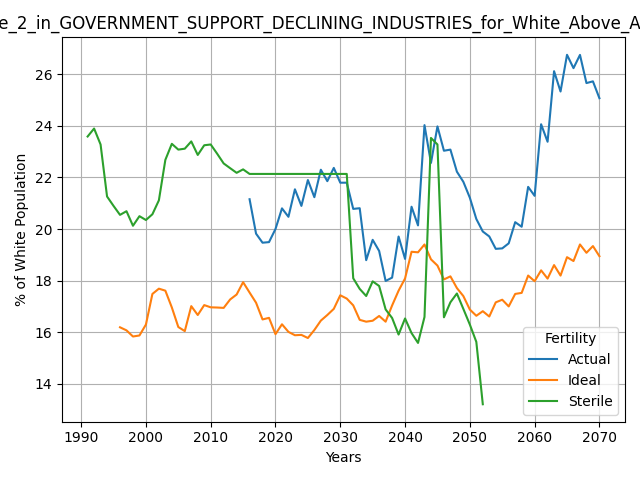 e_2_in_GOVERNMENT_SUPPORT_DECLINING_INDUSTRIES_for_White_Above_A
% of White Population
26
24
22
20
18
16
14
1990 2000 2010 2020 2030 2040 2050 2060 2070
Years
Fertility
Actual
Ideal
Sterile